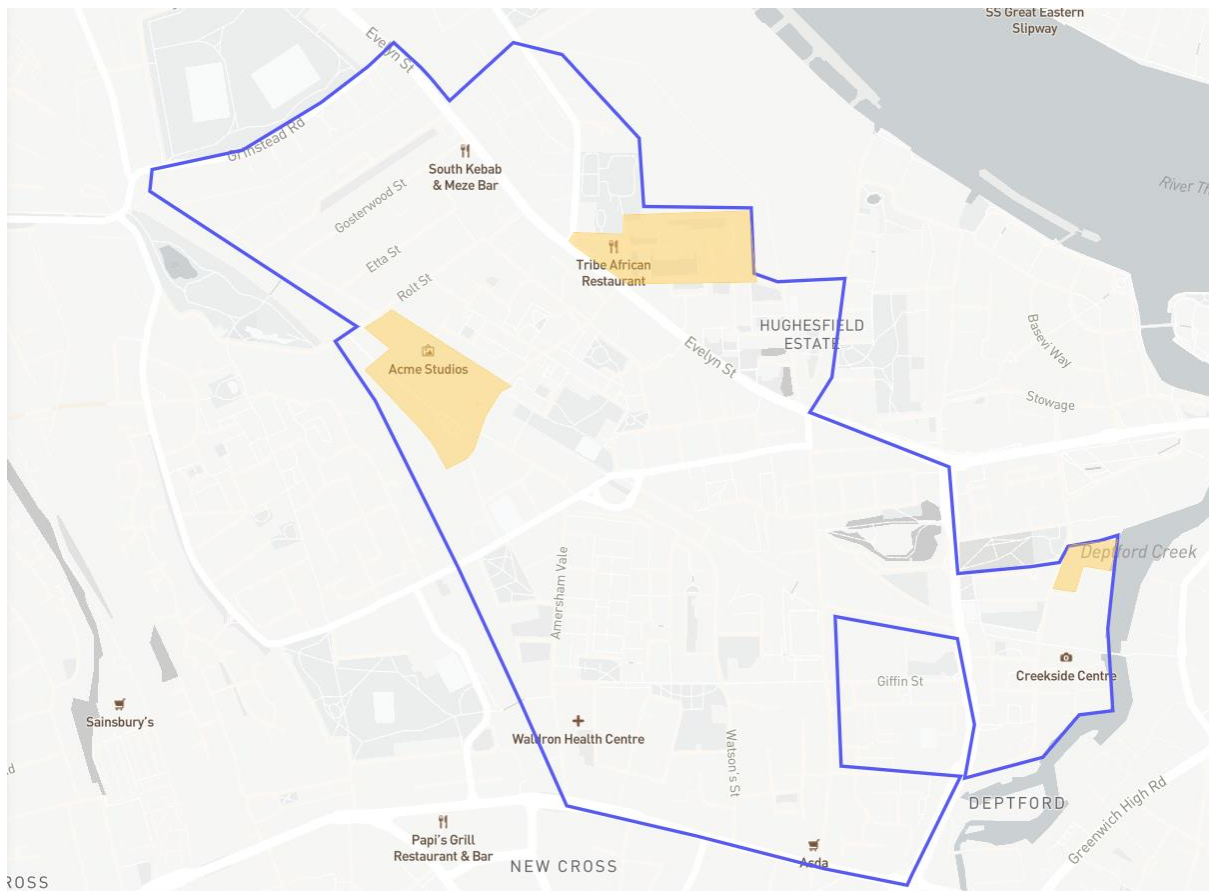 SS Great Eastern
Slipway
Evelyn St
Grinstead Rd
South Kebab
& Meze Bar
River Th
Gosterwood St
Etta St
Tribe African
Restaurant
Rolt St
HUGHESFIELD
ESTATE
Basevi Way
Evelyn St
Acme Studios
Stowage
Deptford Creek
Amersham Vale
Creekside Centre
Giffin St
Sainsbury's
Waldron Health Centre
Watson's St
DEPTFORD
Greenwich High Rd
Papi's Grill
Restaurant & Bar
NEW CROSS
Asda
ROSS
d